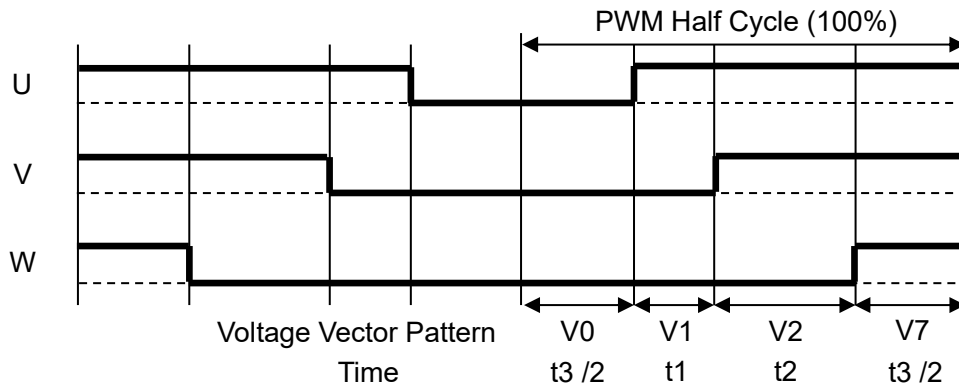 PWM Half Cycle (100%)
U
V
W
Voltage Vector Pattern V0 V1 V2 V7
Time t3 /2 t1 t2 t3 /2